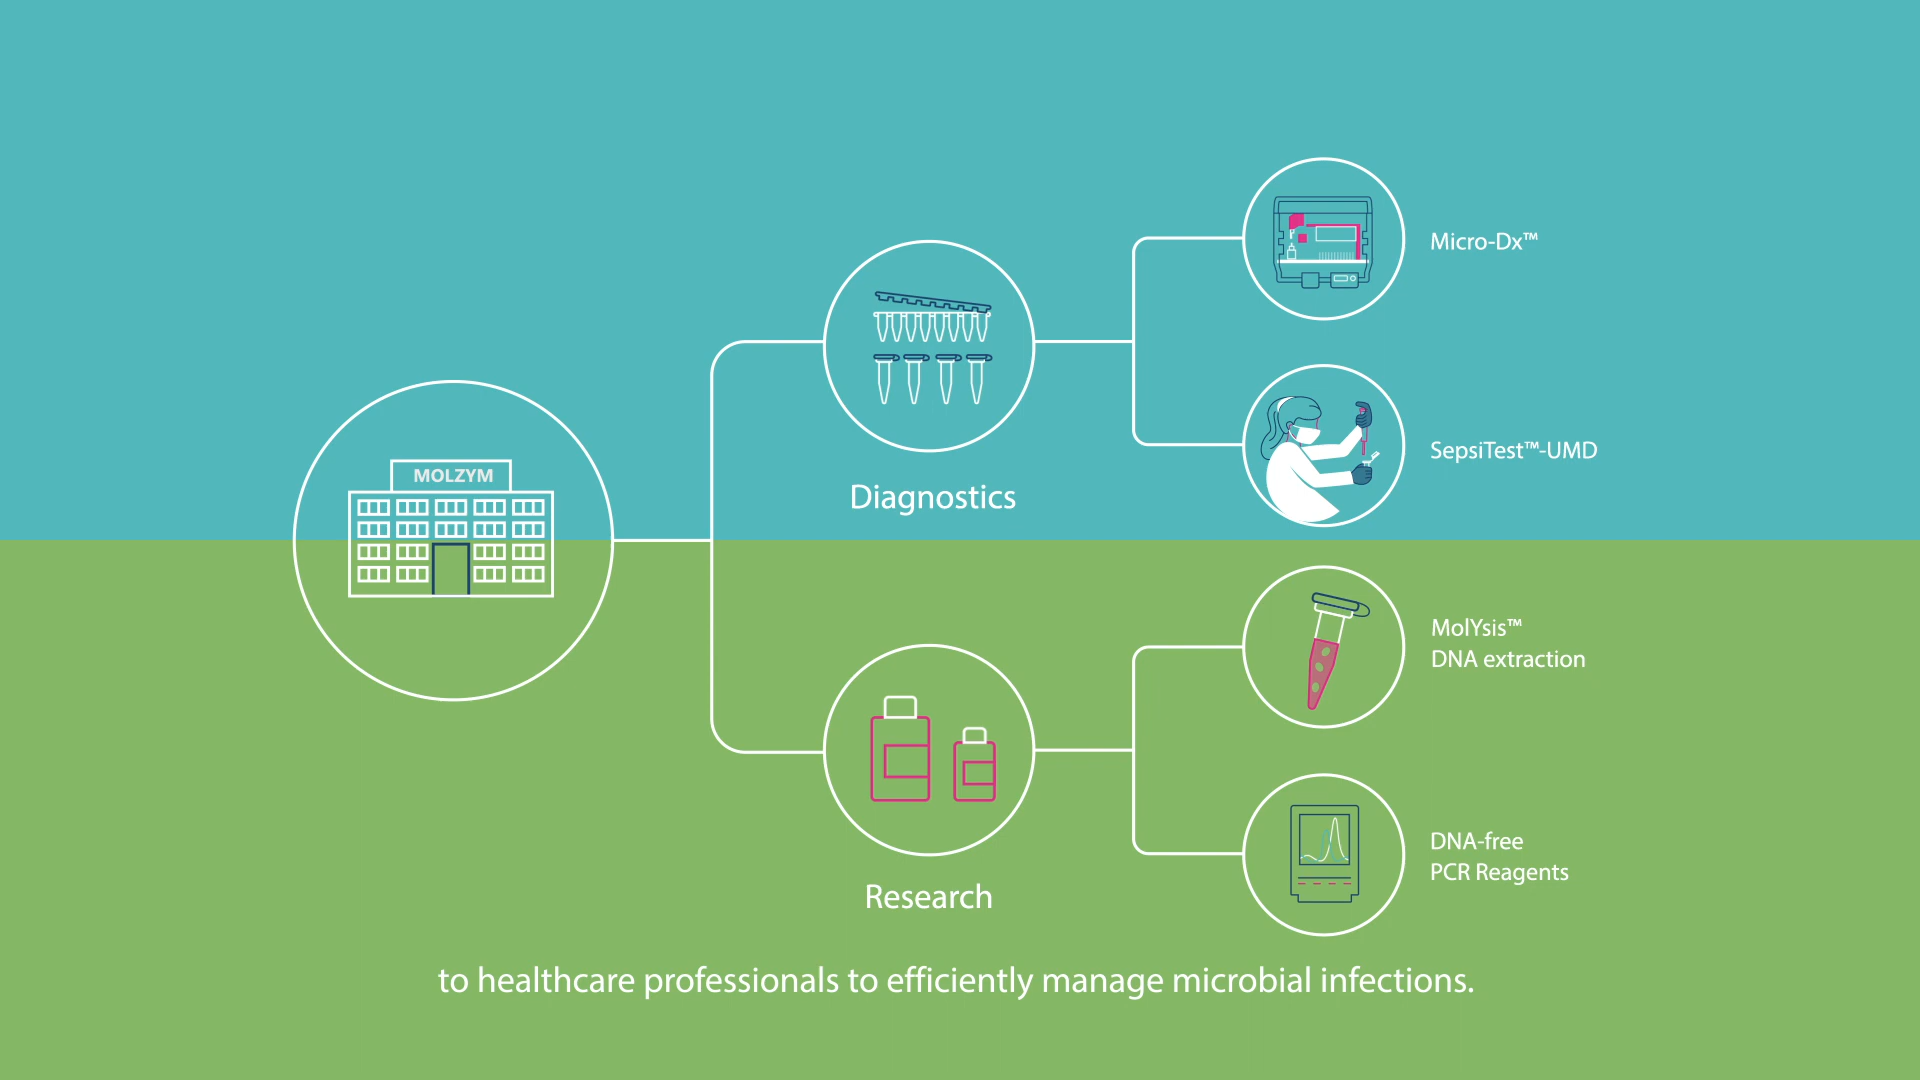 MOLZYM
Diagnostics
Micro-Dx™
SepsiTest™-UMD
Research
MolYsis™
DNA extraction
DNA-free
PCR Reagents
to healthcare professionals to efficiently manage microbial infections.